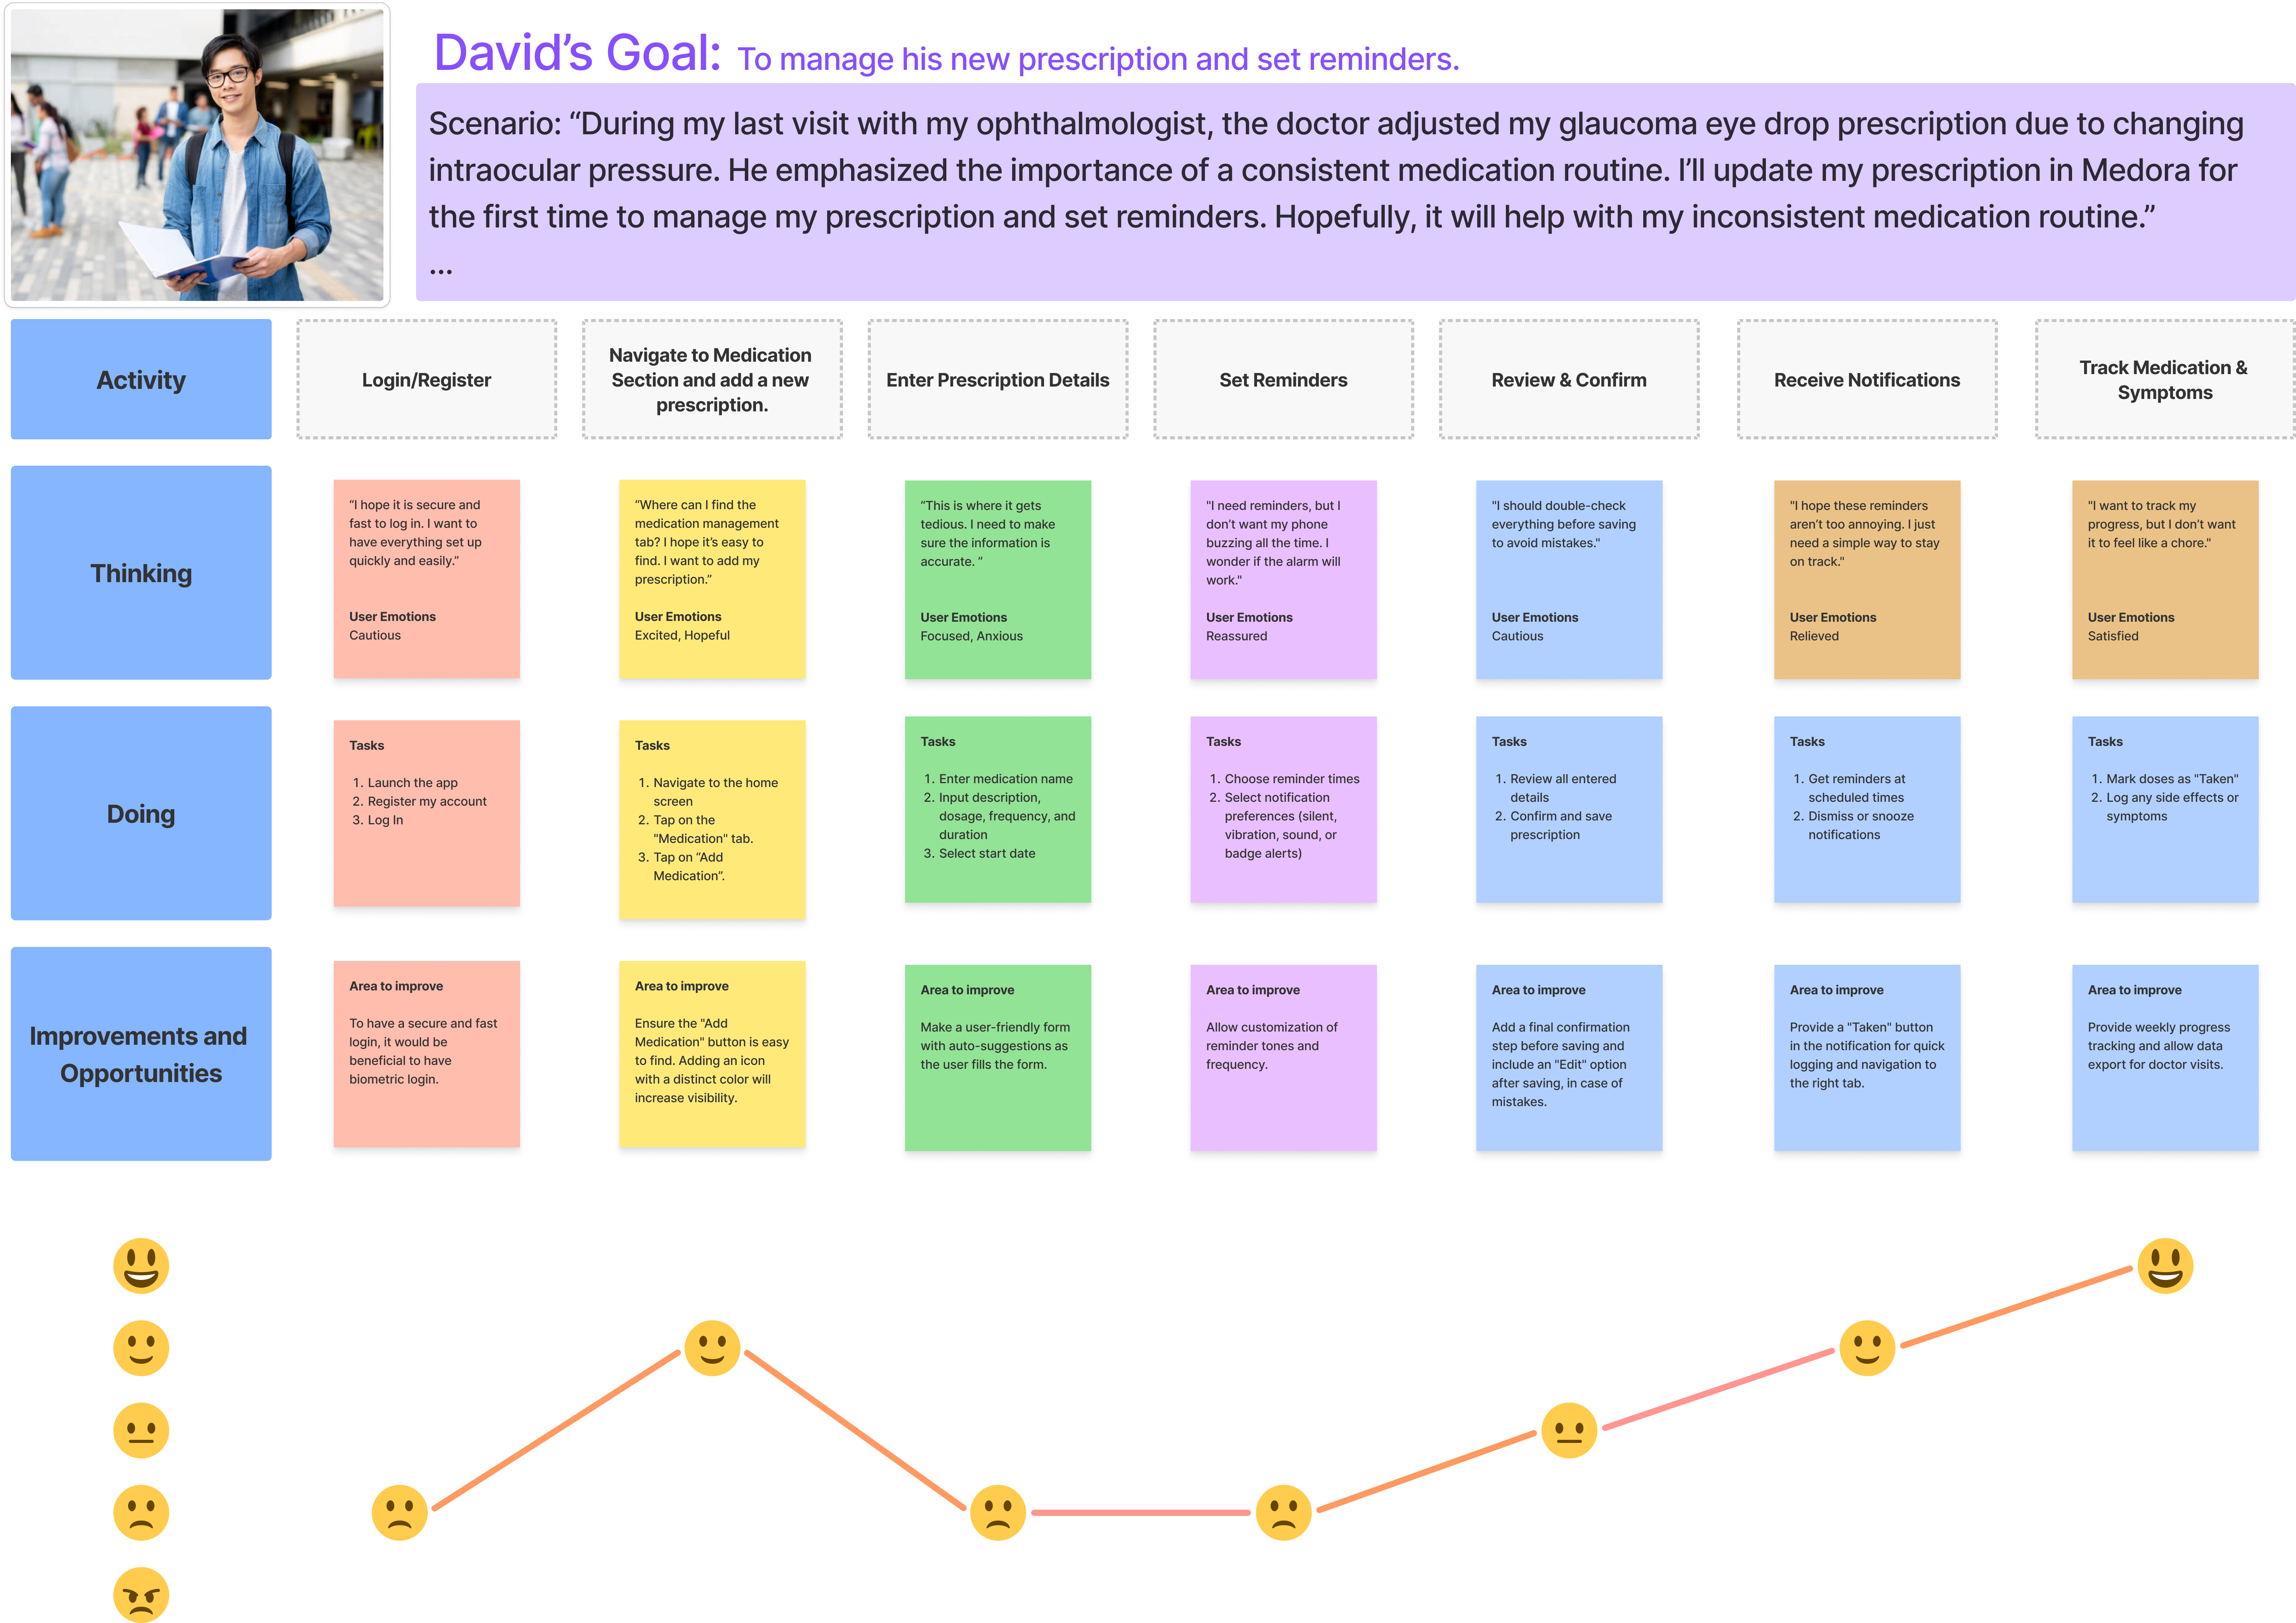 David’s Goal: To manage his new prescription and set reminders.
Scenario: “During my last visit with my ophthalmologist, the doctor adjusted my glaucoma eye drop prescription due to changing
intraocular pressure. He emphasized the importance of a consistent medication routine. I’ll update my prescription in Medora for
the first time to manage my prescription and set reminders. Hopefully, it will help with my inconsistent medication routine.”
...
Activity
Login/Register
Navigate to Medication
Section and add a new
prescription.
Enter Prescription Details
Set Reminders
Review & Confirm
Receive Notifications
Track Medication &
Symptoms
Thinking
“I hope it is secure and
fast to log in. I want to
have everything set up
quickly and easily.”
User Emotions
Cautious
“Where can I find the
medication management
tab? I hope it’s easy to
find. I want to add my
prescription.”
User Emotions
Excited, Hopeful
“This is where it gets
tedious. I need to make
sure the information is
accurate. ”
User Emotions
Focused, Anxious
"I need reminders, but I
don’t want my phone
buzzing all the time. I
wonder if the alarm will
work."
User Emotions
Reassured
"I should double-check
everything before saving
to avoid mistakes."
User Emotions
Cautious
"I hope these reminders
aren’t too annoying. I just
need a simple way to stay
on track."
User Emotions
Relieved
"I want to track my
progress, but I don’t want
it to feel like a chore."
User Emotions
Satisfied
Doing
Tasks
1. Launch the app
2. Register my account
3. Log In
Tasks
1. Navigate to the home
screen
2. Tap on the
"Medication" tab.
3. Tap on “Add
Medication”.
Tasks
1. Enter medication name
2. Input description,
dosage, frequency, and
duration
3. Select start date
Tasks
1. Choose reminder times
2. Select notification
preferences (silent,
vibration, sound, or
badge alerts)
Tasks
1. Review all entered
details
2. Confirm and save
prescription
Tasks
1. Get reminders at
scheduled times
2. Dismiss or snooze
notifications
Tasks
1. Mark doses as "Taken"
2. Log any side effects or
symptoms
Improvements and
Opportunities
Area to improve
To have a secure and fast
login, it would be
beneficial to have
biometric login.
Area to improve
Ensure the "Add
Medication" button is easy
to find. Adding an icon
with a distinct color will
increase visibility.
Area to improve
Make a user-friendly form
with auto-suggestions as
the user fills the form.
Area to improve
Allow customization of
reminder tones and
frequency.
Area to improve
Add a final confirmation
step before saving and
include an "Edit" option
after saving, in case of
mistakes.
Area to improve
Provide a "Taken" button
in the notification for quick
logging and navigation to
the right tab.
Area to improve
Provide weekly progress
tracking and allow data
export for doctor visits.